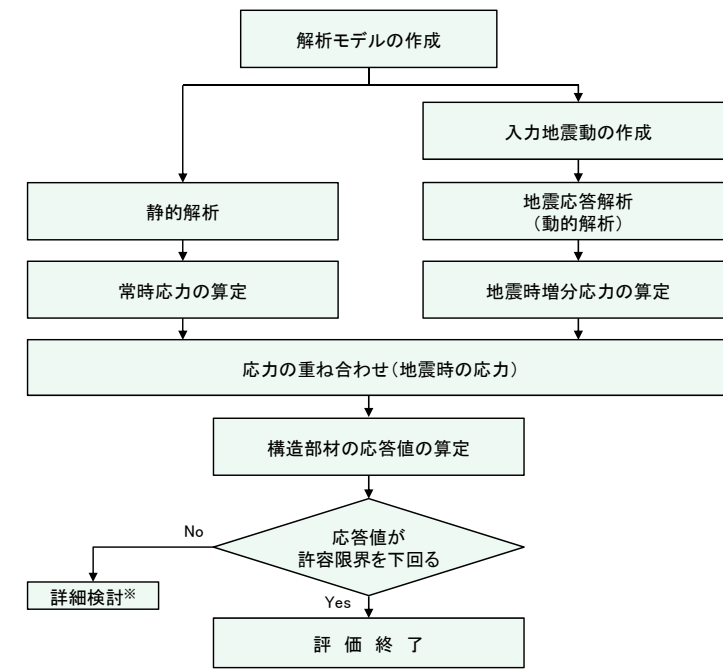 解析モデルの作成
入力地震動の作成
静的解析
地震応答解析
（動的解析）
常時応力の算定
地震時増分応力の算定
応力の重ね合わせ（地震時の応力）
構造部材の応答値の算定
応答値が
許容限界を下回る
No
詳細検討※
Yes
評 価 終 了